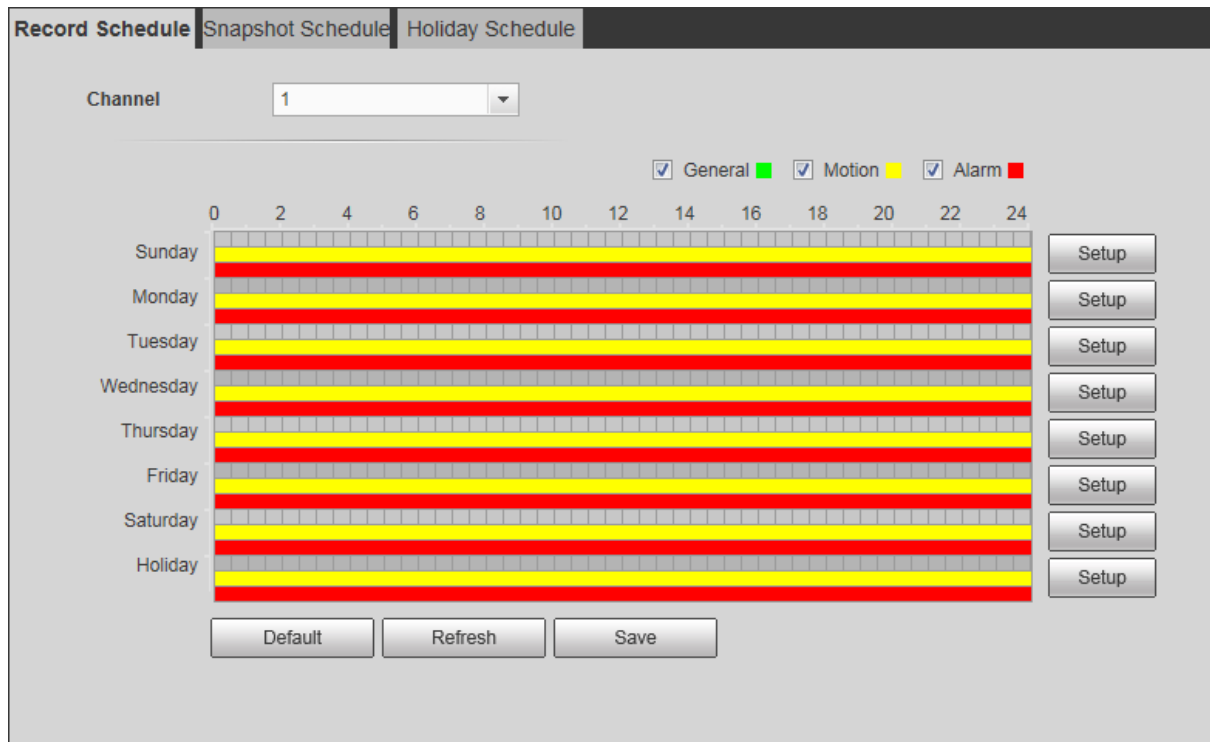 Record Schedule Snapshot Schedule Holiday Schedule
Channel 1
General Motion Alarm
0 2 4 6 8 10 12 14 16 18 20 22 24
Sunday Setup
Monday Setup
Tuesday Setup
Wednesday Setup
Thursday Setup
Friday Setup
Saturday Setup
Holiday Setup
Default Refresh Save